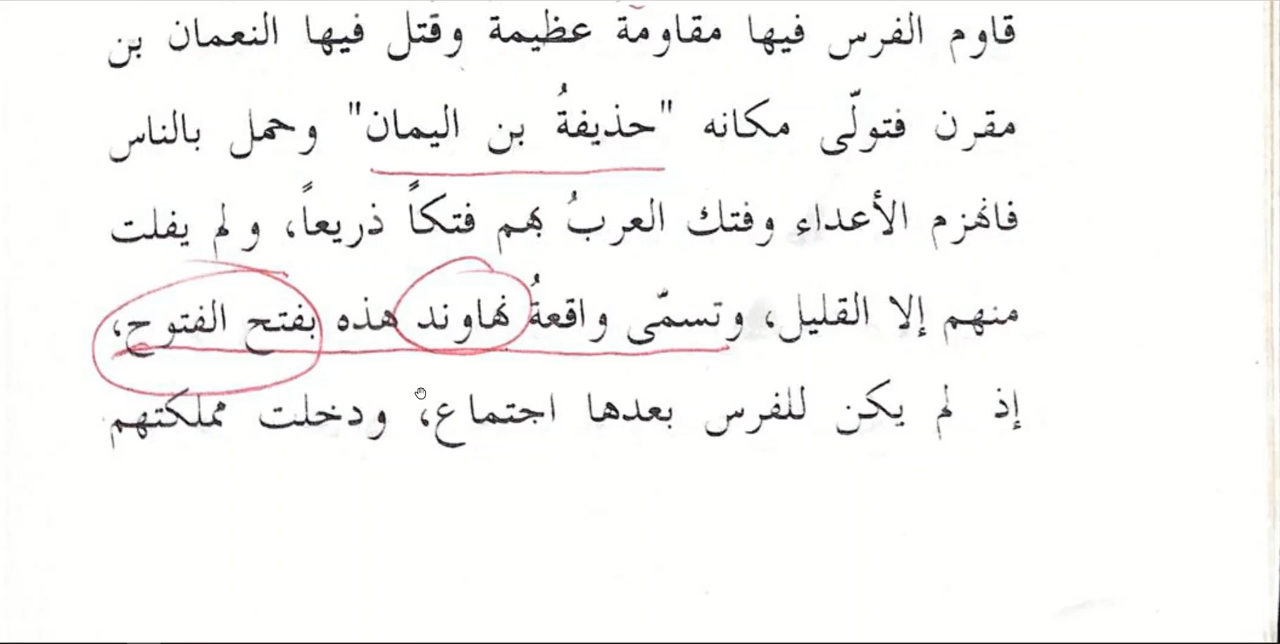 قاوم الفرس فيها مقاومة عظيمة وقتل فيها النعمان بن
مقرن فتولّى مكانه "حذيفةُ بن اليمان" وحمل بالناس
فانهزم الأعداء وفتك العربُ بهم فتكاً ذريعاً، ولم يفلت
منهم إلا القليل، وتسمّى واقعةُ نهاوند هذه بفتح الفتوح،
إذ لم يكن للفرس بعدها اجتماع، ودخلت مملكتهم